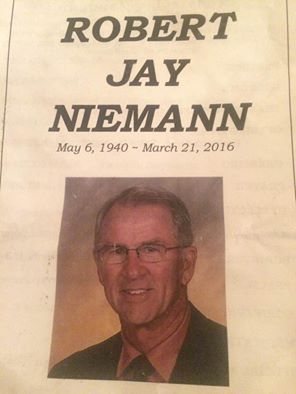 ROBERT
JAY
NIEMANN
May 6, 1940 ~ March 21, 2016